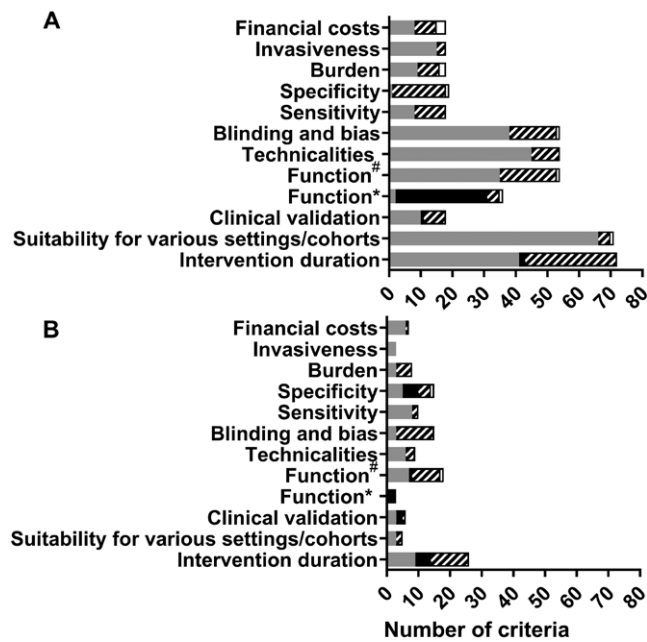 A
Financial costs
Invasiveness
Burden
Specificity
Sensitivity
Blinding and bias
Technicalities
Function#
Function*
Clinical validation
Suitability for various settings/cohorts
Intervention duration
0 10 20 30 40 50 60 70 80
B
Financial costs
Invasiveness
Burden
Specificity
Sensitivity
Blinding and bias
Technicalities
Function#
Function*
Clinical validation
Suitability for various settings/cohorts
Intervention duration
0 10 20 30 40 50 60 70 80
Number of criteria